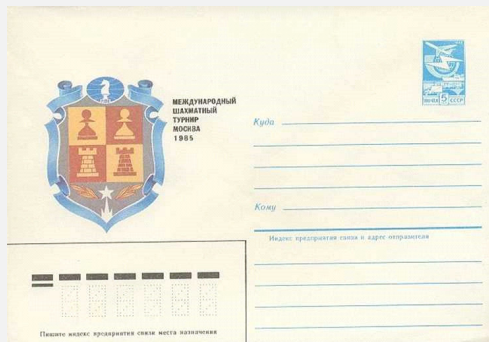 МЕЖДУНАРОДНЫЙ
ШАХМАТНЫЙ
ТУРНИР
МОСКВА
1985
ПОЧТА 5 СССР
Куда
Кому
Индекс предприятия связи и адрес отправителя
Пишите индекс предприятия связи места назначения